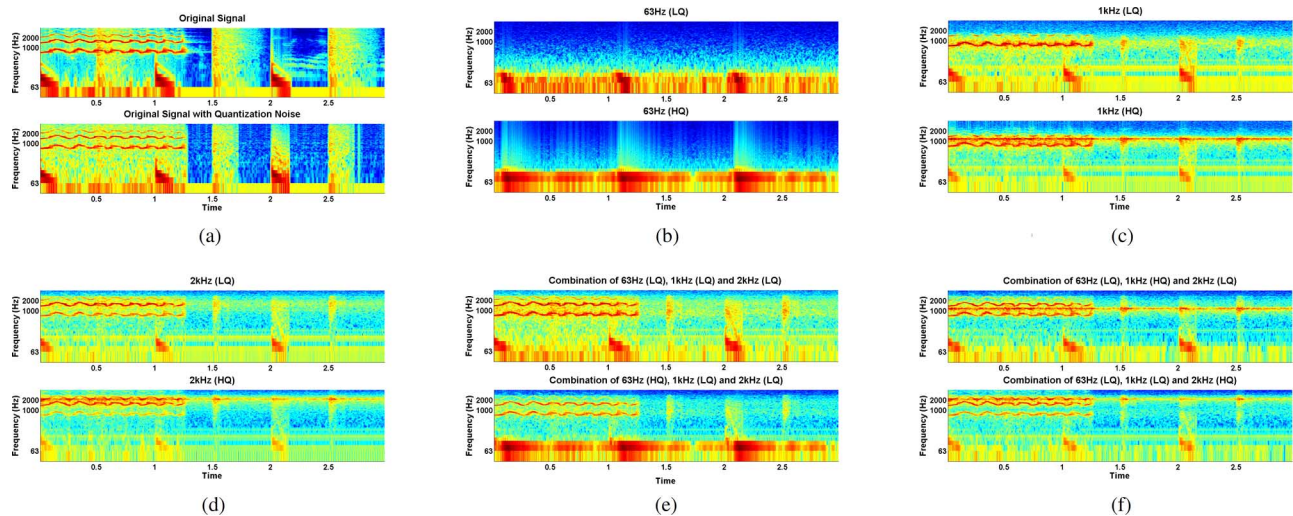 Original Signal
Frequency (Hz)
2000
1000
63
0.5
1
1.5
2
2.5
Original Signal with Quantization Noise
Frequency (Hz)
2000
1000
63
0.5
1
1.5
2
2.5
Time
(a)
63Hz (LQ)
Frequency (Hz)
2000
1000
63
0.5
1
1.5
2
2.5
63Hz (HQ)
Frequency (Hz)
2000
1000
63
0.5
1
1.5
2
2.5
Time
(b)
1kHz (LQ)
Frequency (Hz)
2000
1000
63
0.5
1
1.5
2
2.5
1kHz (HQ)
Frequency (Hz)
2000
1000
63
0.5
1
1.5
2
2.5
Time
(c)
2kHz (LQ)
Frequency (Hz)
2000
1000
63
0.5
1
1.5
2
2.5
2kHz (HQ)
Frequency (Hz)
2000
1000
63
0.5
1
1.5
2
2.5
Time
(d)
Combination of 63Hz (LQ), 1kHz (LQ) and 2kHz (LQ)
Frequency (Hz)
2000
1000
63
0.5
1
1.5
2
2.5
Combination of 63Hz (HQ), 1kHz (LQ) and 2kHz (LQ)
Frequency (Hz)
2000
1000
63
0.5
1
1.5
2
2.5
Time
(e)
Combination of 63Hz (LQ), 1kHz (HQ) and 2kHz (LQ)
Frequency (Hz)
2000
1000
63
0.5
1
1.5
2
2.5
Combination of 63Hz (LQ), 1kHz (LQ) and 2kHz (HQ)
Frequency (Hz)
2000
1000
63
0.5
1
1.5
2
2.5
Time
(f)